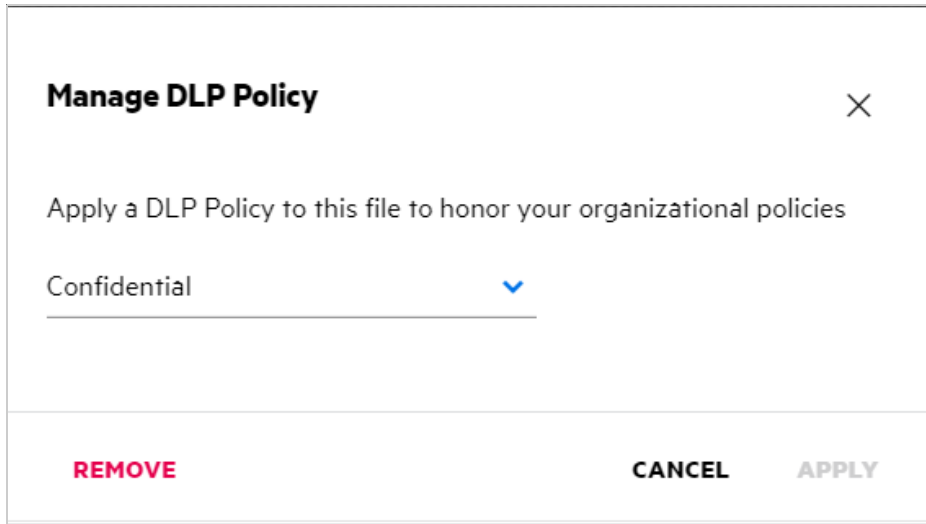 Manage DLP Policy
Apply a DLP Policy to this file to honor your organizational policies
Confidential
REMOVE CANCEL APPLY